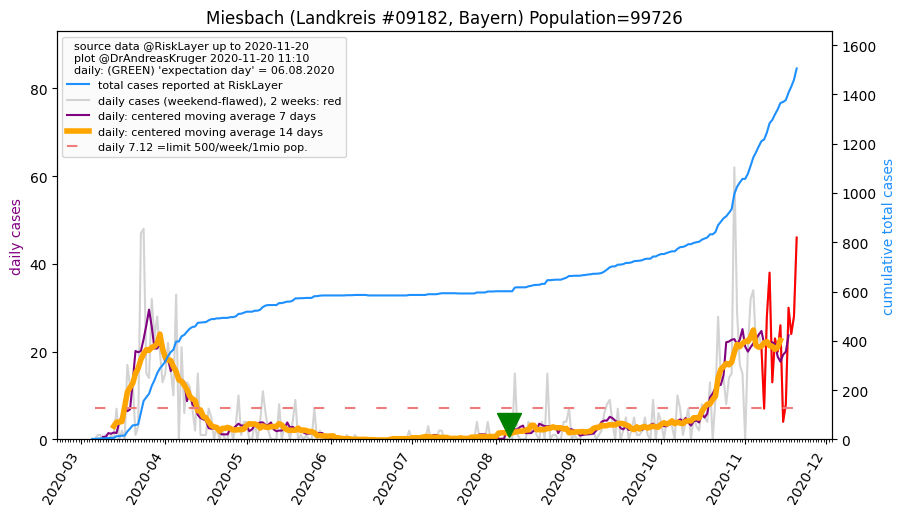 Miesbach (Landkreis #09182, Bayern) Population=99726
source data @RiskLayer up to 2020-11-20
plot @DrAndreasKruger 2020-11-20 11:10
daily: (GREEN) 'expectation day' = 06.08.2020
total cases reported at RiskLayer
daily cases (weekend-flawed), 2 weeks: red
daily: centered moving average 7 days
daily: centered moving average 14 days
daily 7.12 =limit 500/week/1mio pop.
daily cases
80
60
40
20
0
cumulative total cases
1600
1400
1200
1000
800
600
400
200
0
2020-03
2020-04
2020-05
2020-06
2020-07
2020-08
2020-09
2020-10
2020-11
2020-12